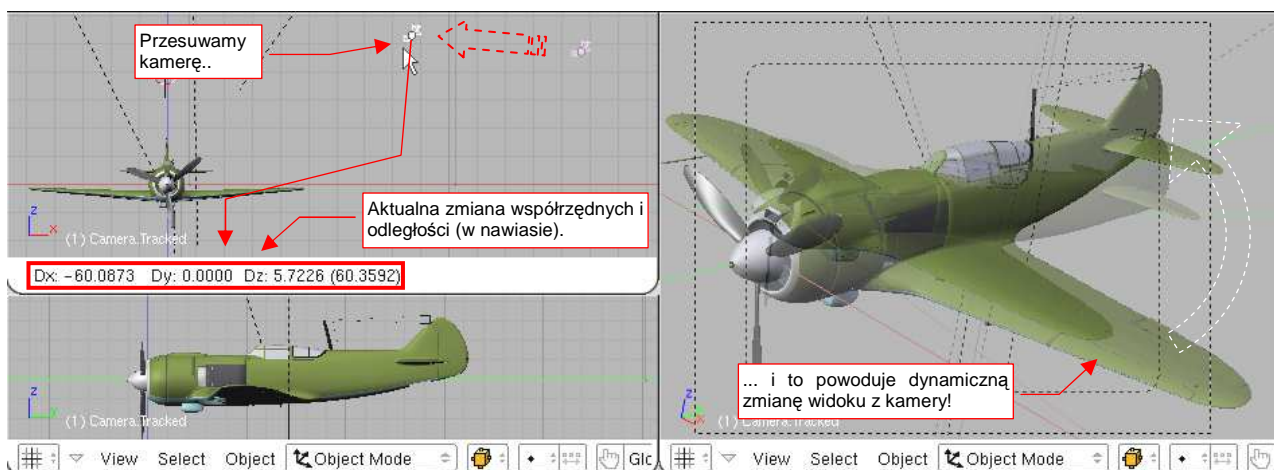 Przesuwamy
kamerę..
z
x
(1) Camera.Tracked
Aktualna zmiana współrzędnych i
odległości (w nawiasie).
Dx: -60.0873 Dy: 0.0000 Dz: 5.7226 (60.3592)
z
(1) Camera.Tracked
... i to powoduje dynamiczną
zmianę widoku z kamery!
z
(1) Camera.Tracked
View Select Object Object Mode Glo
View Select Object Object Mode